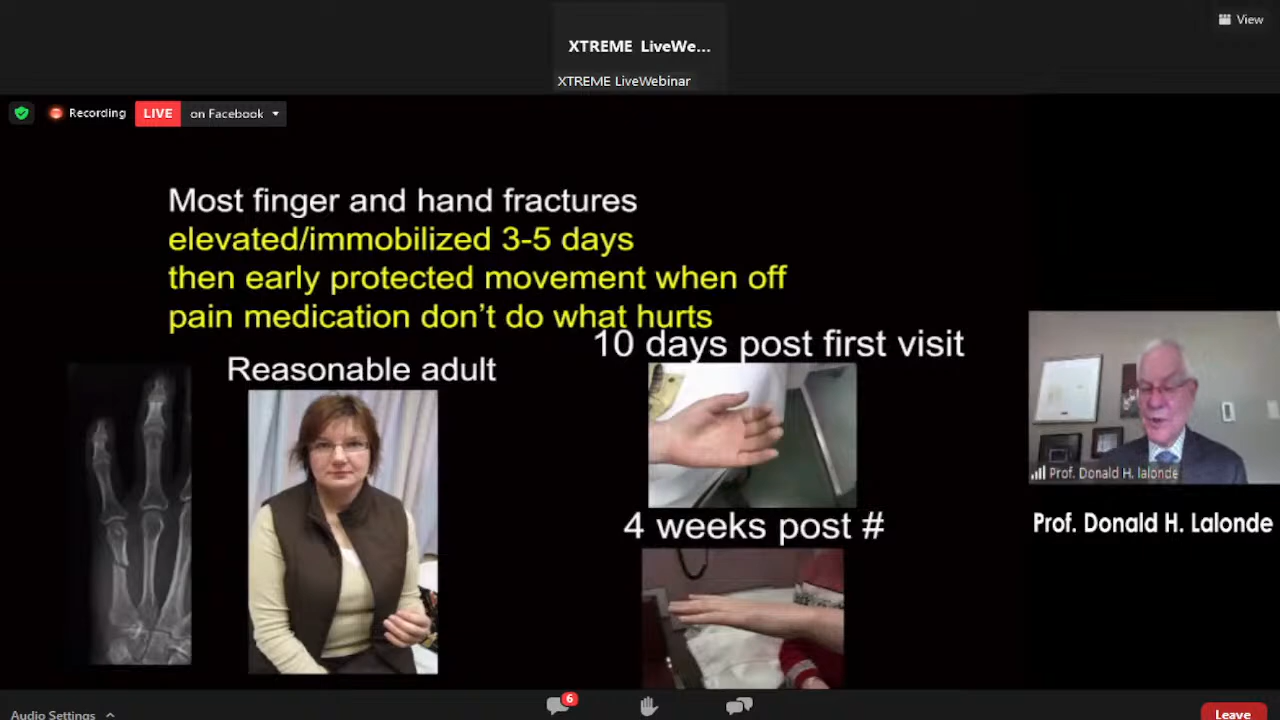 XTREME LiveWe...
View
XTREME LiveWebinar
Recording
LIVE
on Facebook
Most finger and hand fractures
elevated/immobilized 3-5 days
then early protected movement when off
pain medication don't do what hurts
10 days post first visit
Reasonable adult
Prof. Donald H. lalonde
4 weeks post #
Prof. Donald H. Lalonde
6
Audio Settings
Leave